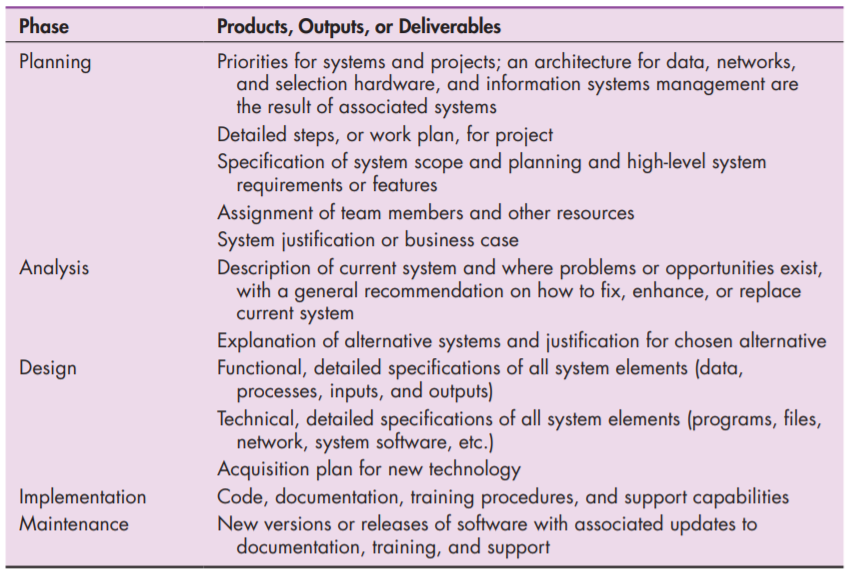 Phase Products, Outputs, or Deliverables
Planning Priorities for systems and projects; an architecture for data, networks,
and selection hardware, and information systems management are
the result of associated systems
Detailed steps, or work plan, for project
Specification of system scope and planning and high-level system
requirements or features
Assignment of team members and other resources
System justification or business case
Analysis Description of current system and where problems or opportunities exist,
with a general recommendation on how to fix, enhance, or replace
current system
Explanation of alternative systems and justification for chosen alternative
Design Functional, detailed specifications of all system elements (data,
processes, inputs, and outputs)
Technical, detailed specifications of all system elements (programs, files,
network, system software, etc.)
Acquisition plan for new technology
Implementation Code, documentation, training procedures, and support capabilities
Maintenance New versions or releases of software with associated updates to
documentation, training, and support